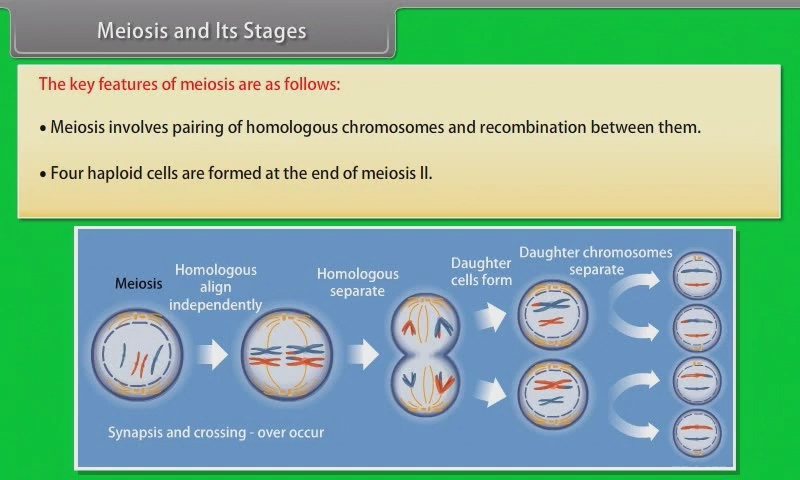 Meiosis and Its Stages
The key features of meiosis are as follows:
• Meiosis involves pairing of homologous chromosomes and recombination between them.
• Four haploid cells are formed at the end of meiosis II.
Meiosis
Homologous
align
independently
Homologous
separate
Daughter
cells form
Daughter chromosomes
separate
Synapsis and crossing - over occur